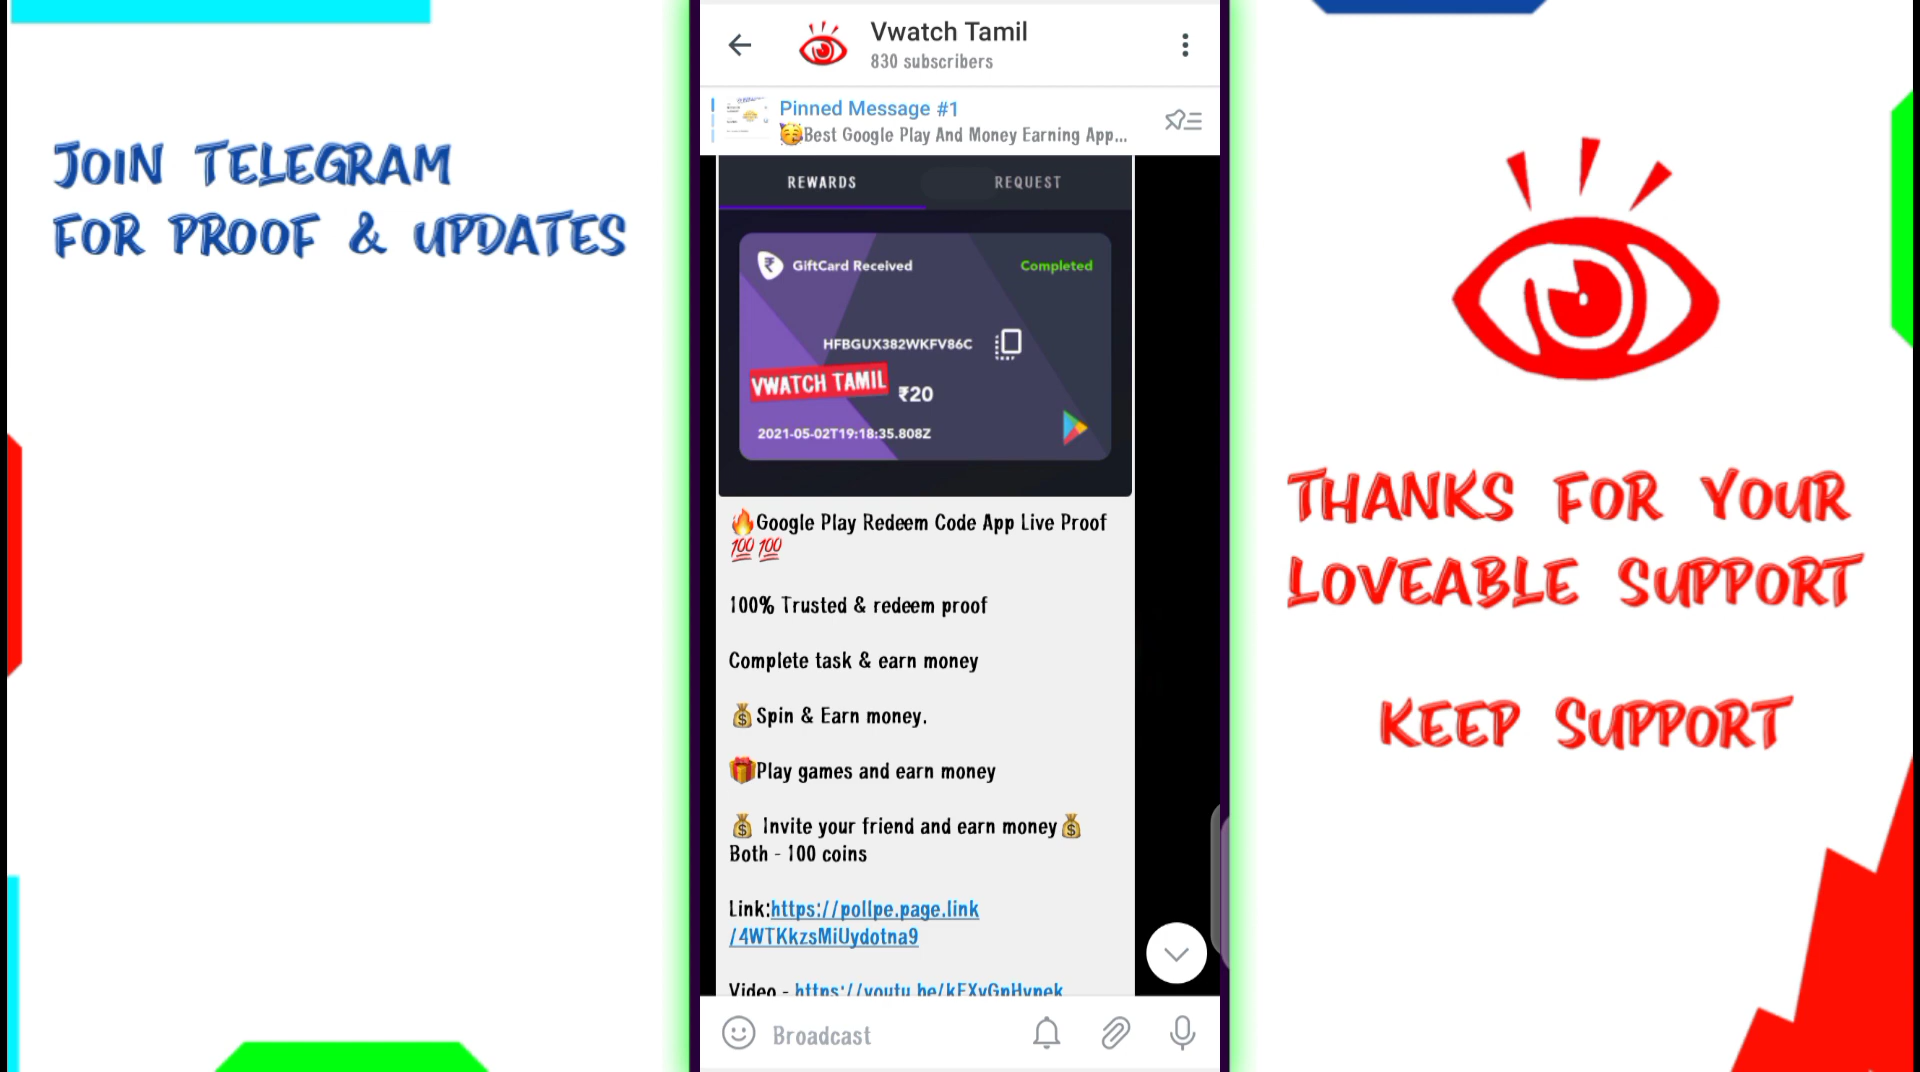 JOIN TELEGRAM
FOR PROOF & UPDATES
Vwatch Tamil
830 subscribers
Pinned Message #1
🥳Best Google Play And Money Earning App...
REWARDS
REQUEST
GiftCard Received
Completed
HFBGUX382WKFV86C
VWATCH TAMIL
₹20
2021-05-02T19:18:35.808Z
🔥Google Play Redeem Code App Live Proof
💯💯
100% Trusted & redeem proof
Complete task & earn money
💰Spin & Earn money.
🎁Play games and earn money
💰 Invite your friend and earn money💰
Both - 100 coins
Link:https://pollpe.page.link
/4WTKkzsMiUydotna9
Video - https://youtu.be/
Broadcast
THANKS FOR YOUR
LOVEABLE SUPPORT
KEEP SUPPORT